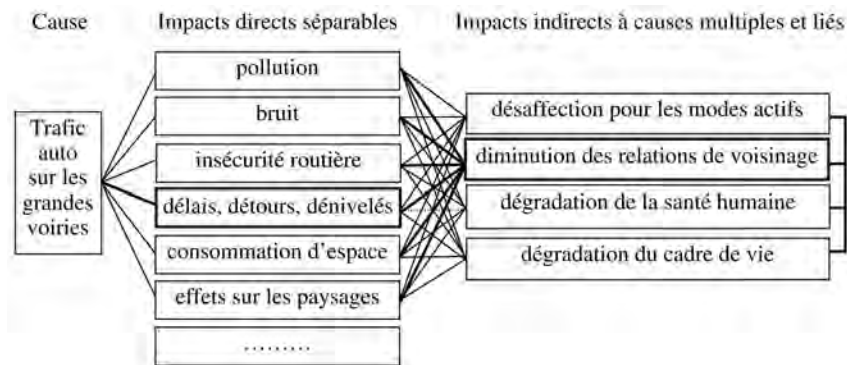 Cause
Impacts directs séparables
Impacts indirects à causes multiples et liés
Trafic
auto
sur les
grandes
voiries
pollution
bruit
insécurité routière
délais, détours, dénivelés
consommation d'espace
effets sur les paysages
.........
désaffection pour les modes actifs
diminution des relations de voisinage
dégradation de la santé humaine
dégradation du cadre de vie